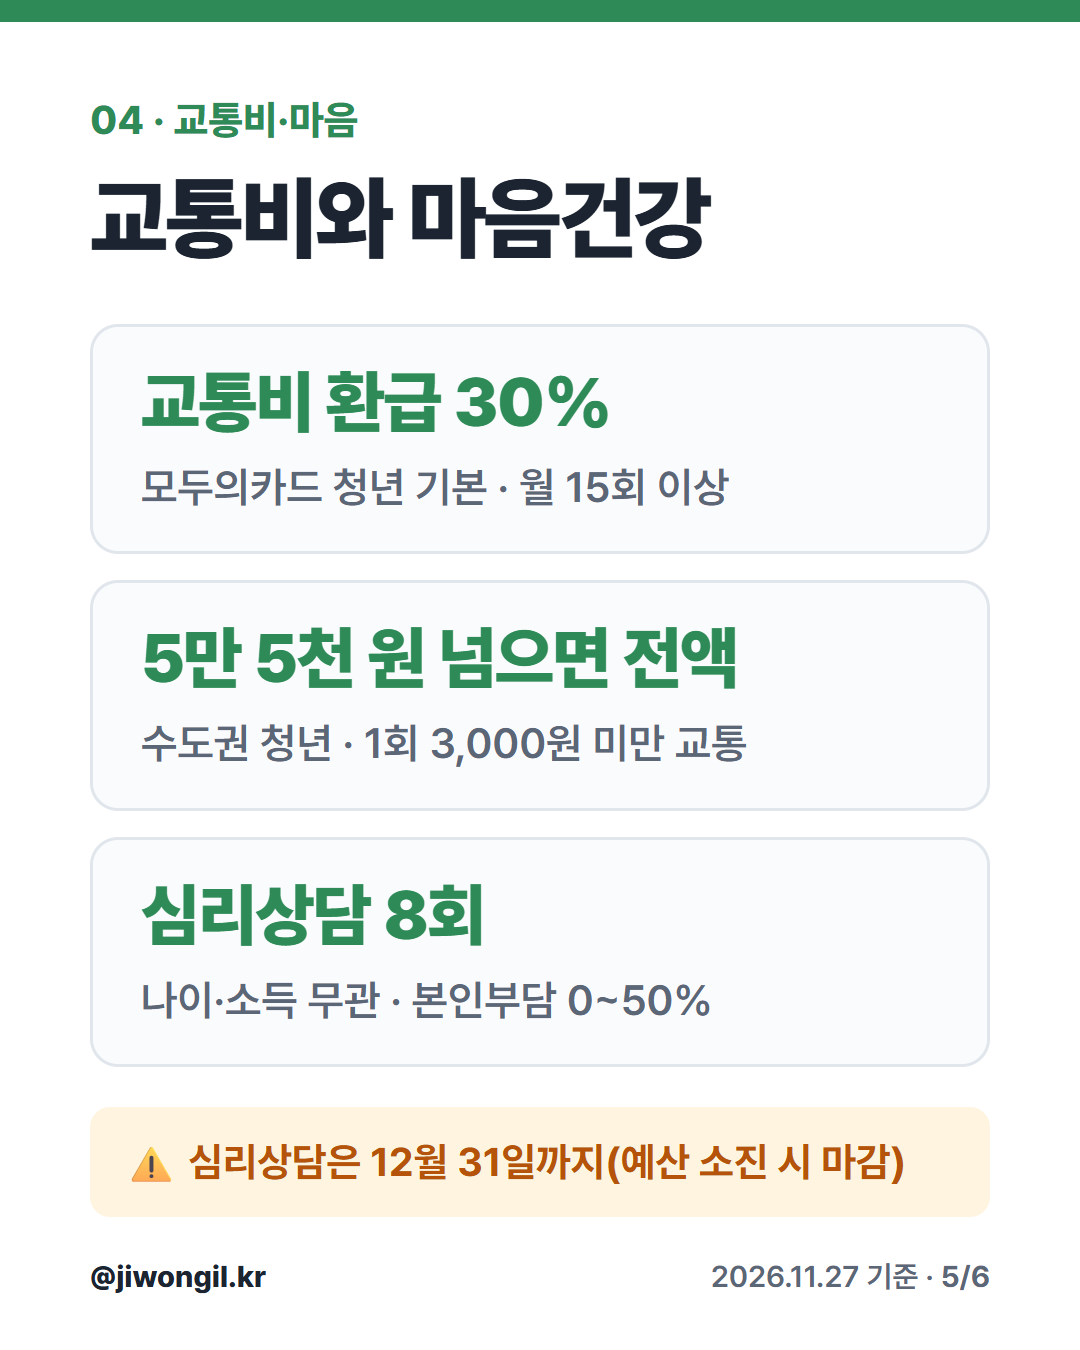 04 · 교통비·마음
교통비와 마음건강
교통비 환급 30%
모두의카드 청년 기본 · 월 15회 이상
5만 5천 원 넘으면 전액
수도권 청년 · 1회 3,000원 미만 교통
심리상담 8회
나이·소득 무관 · 본인부담 0~50%
⚠️ 심리상담은 12월 31일까지(예산 소진 시 마감)
@jiwongil.kr
2026.11.27 기준 · 5/6